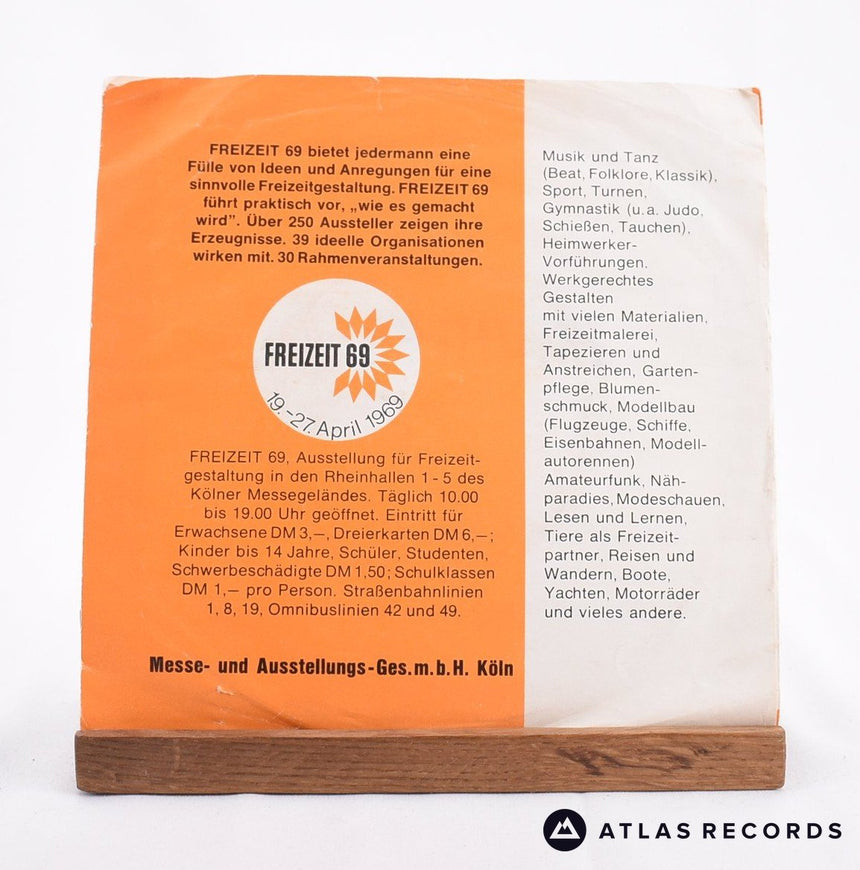 FREIZEIT 69 bietet jedermann eine
Fülle von Ideen und Anregungen für eine
sinnvolle Freizeitgestaltung. FREIZEIT 69
führt praktisch vor, „wie es gemacht
wird”. Über 250 Aussteller zeigen ihre
Erzeugnisse. 39 ideelle Organisationen
wirken mit. 30 Rahmenveranstaltungen.
FREIZEIT 69
19.-27. April 1969
FREIZEIT 69, Ausstellung für Freizeit-
gestaltung in den Rheinhallen 1 - 5 des
Kölner Messegeländes. Täglich 10.00
bis 19.00 Uhr geöffnet. Eintritt für
Erwachsene DM 3,—, Dreierkarten DM 6,—;
Kinder bis 14 Jahre, Schüler, Studenten,
Schwerbeschädigte DM 1,50; Schulklassen
DM 1,— pro Person. Straßenbahnlinien
1, 8, 19, Omnibuslinien 42 und 49.
Messe- und Ausstellungs-Ges.m.b.H. Köln
Musik und Tanz
(Beat, Folklore, Klassik),
Sport, Turnen,
Gymnastik (u. a. Judo,
Schießen, Tauchen),
Heimwerker-
Vorführungen,
Werkgerechtes
Gestalten
mit vielen Materialien,
Freizeitmalerei,
Tapezieren und
Anstreichen, Garten-
pflege, Blumen-
schmuck, Modellbau
(Flugzeuge, Schiffe,
Eisenbahnen, Modell-
autorennen)
Amateurfunk, Näh-
paradies, Modeschauen,
Lesen und Lernen,
Tiere als Freizeit-
partner, Reisen und
Wandern, Boote,
Yachten, Motorräder
und vieles andere.
ATLAS RECORDS